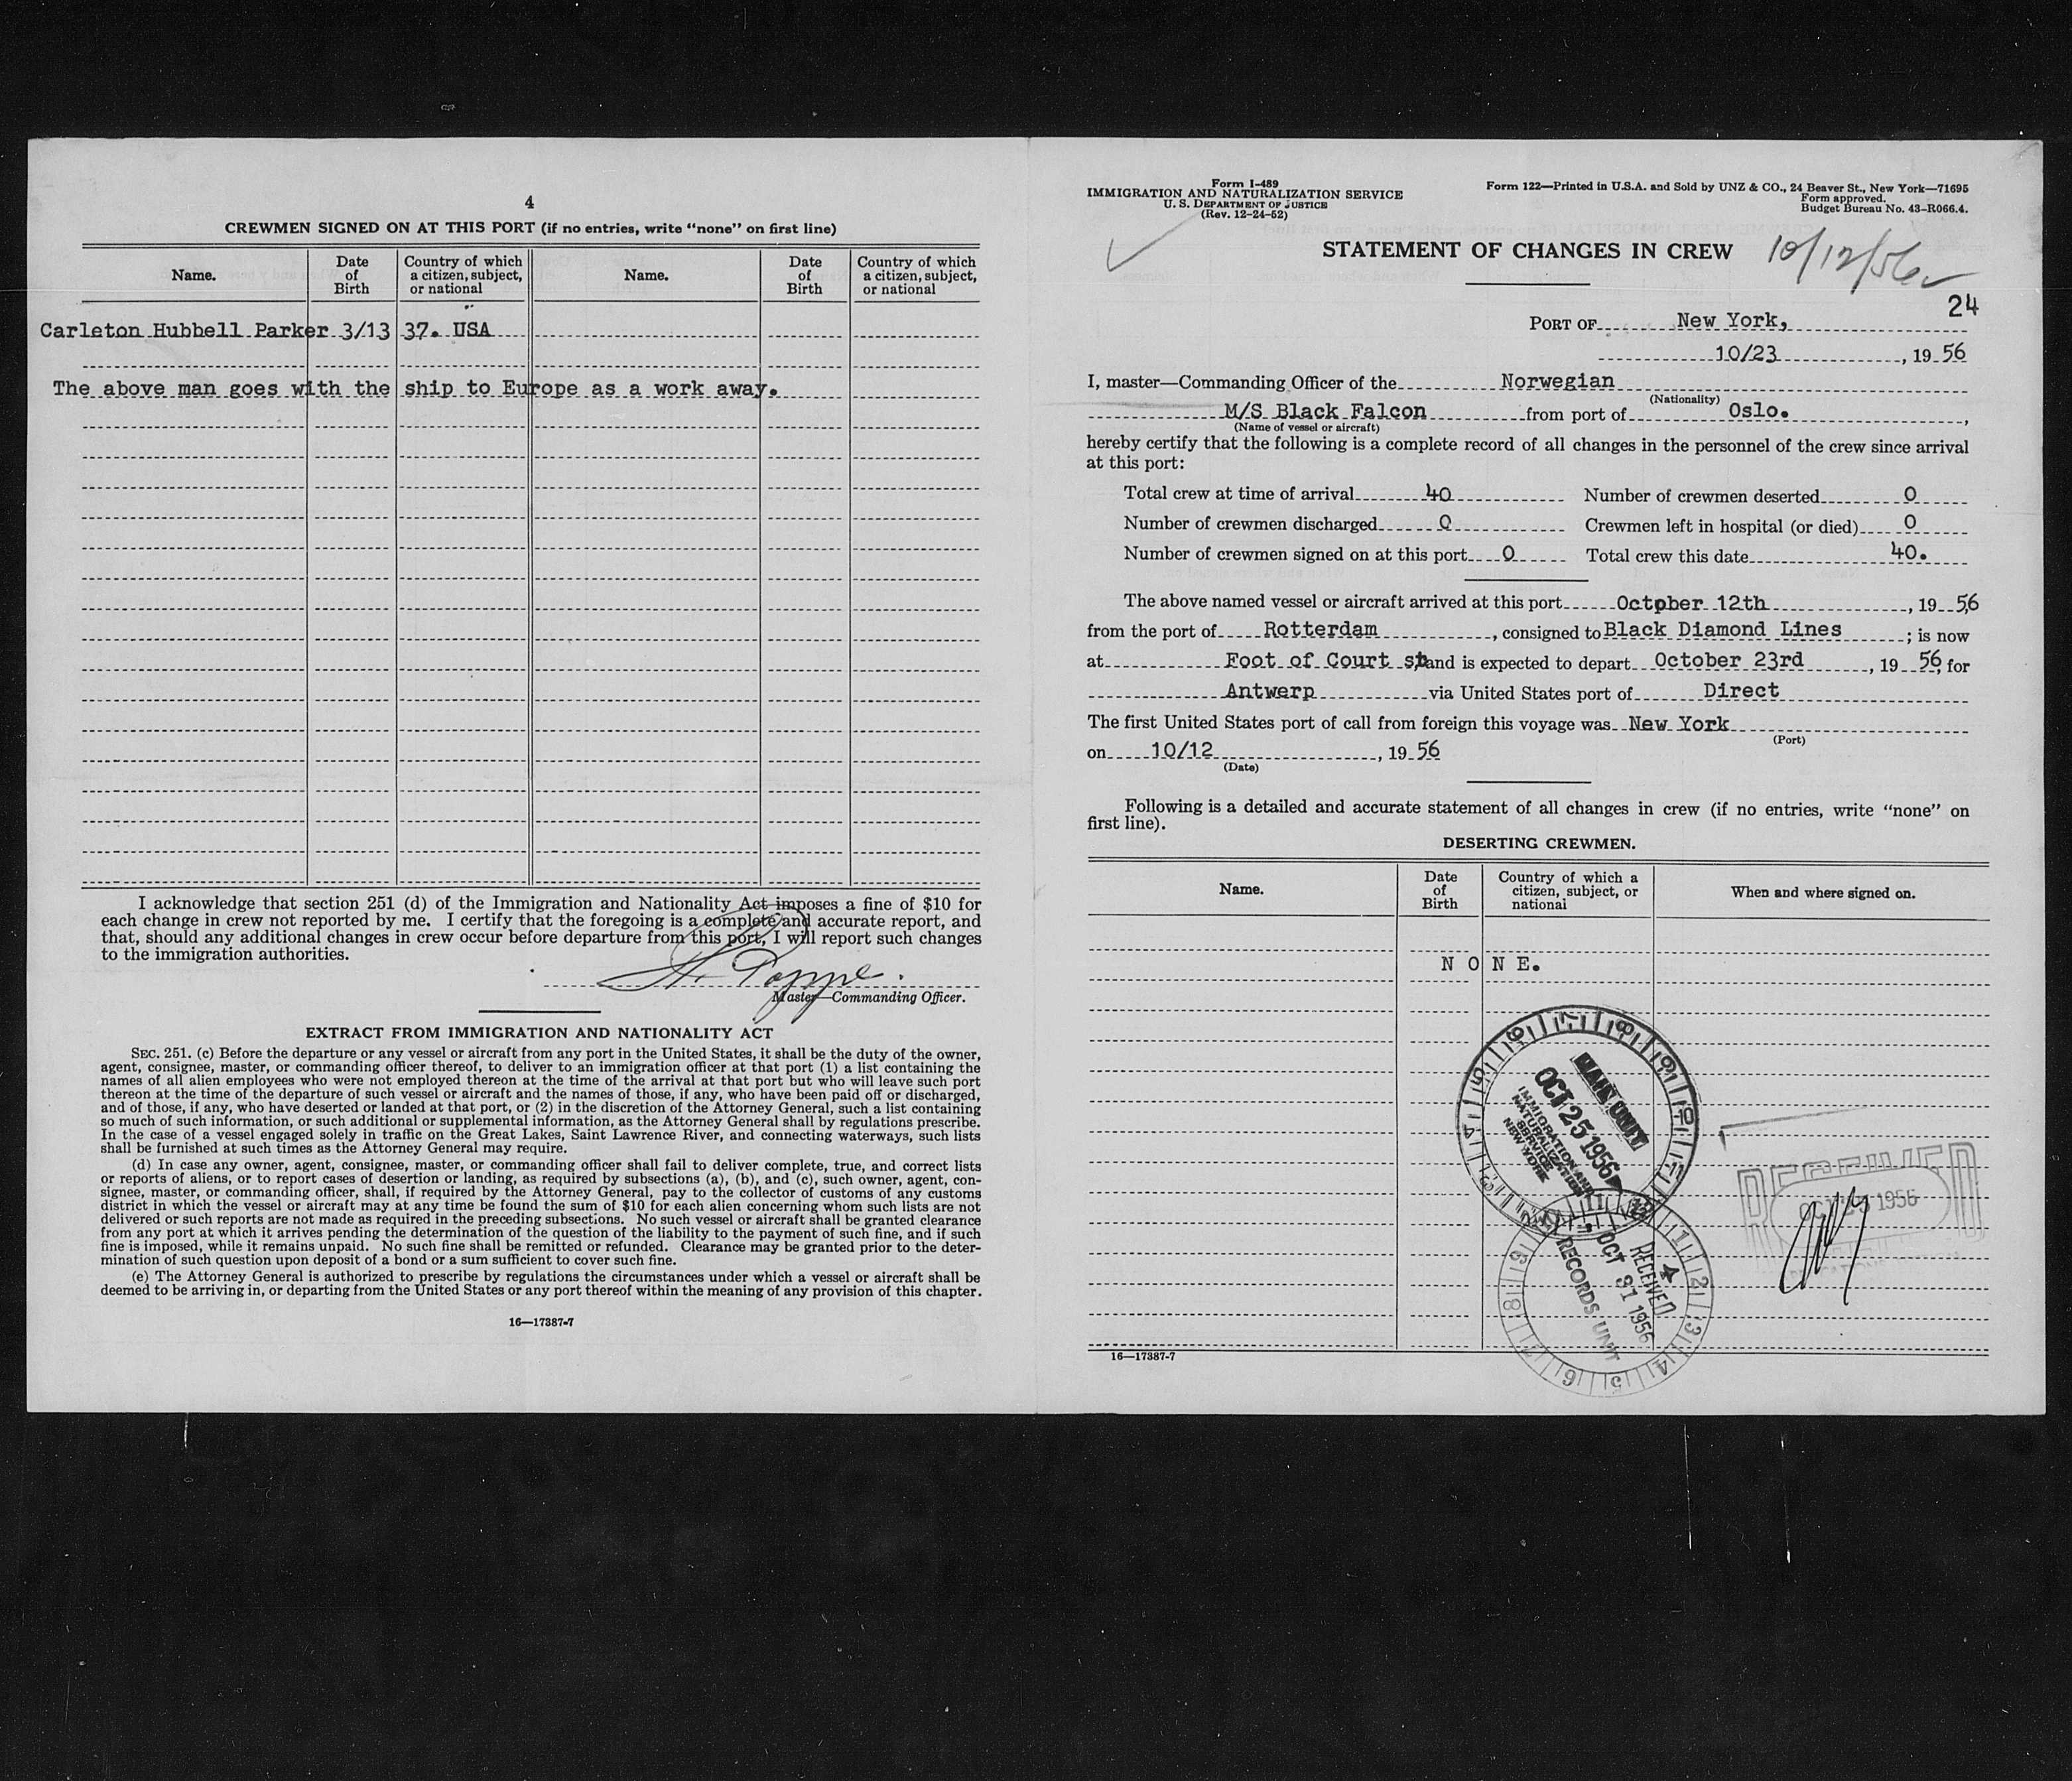 4
CREWMEN SIGNED ON AT THIS PORT (if no entries, write “none” on first line)
Name. Date of Birth Country of which a citizen, subject, or national Name. Date of Birth Country of which a citizen, subject, or national
Carleton Hubbell Parker 3/13 37. USA
The above man goes with the ship to Europe as a work away.
I acknowledge that section 251 (d) of the Immigration and Nationality Act imposes a fine of $10 for
each change in crew not reported by me. I certify that the foregoing is a complete and accurate report, and
that, should any additional changes in crew occur before departure from this port, I will report such changes
to the immigration authorities.
Master—Commanding Officer.
EXTRACT FROM IMMIGRATION AND NATIONALITY ACT
SEC. 251. (c) Before the departure or any vessel or aircraft from any port in the United States, it shall be the duty of the owner,
agent, consignee, master, or commanding officer thereof, to deliver to an immigration officer at that port (1) a list containing the
names of all alien employees who were not employed thereon at the time of the arrival at that port but who will leave such port
thereon at the time of the departure of such vessel or aircraft and the names of those, if any, who have been paid off or discharged,
and of those, if any, who have deserted or landed at that port, or (2) in the discretion of the Attorney General, such a list containing
so much of such information, or such additional or supplemental information, as the Attorney General shall by regulations prescribe.
In the case of a vessel engaged solely in traffic on the Great Lakes, Saint Lawrence River, and connecting waterways, such lists
shall be furnished at such times as the Attorney General may require.
(d) In case any owner, agent, consignee, master, or commanding officer shall fail to deliver complete, true, and correct lists
or reports of aliens, or to report cases of desertion or landing, as required by subsections (a), (b), and (c), such owner, agent, con-
signee, master, or commanding officer, shall, if required by the Attorney General, pay to the collector of customs of any customs
district in which the vessel or aircraft may at any time be found the sum of $10 for each alien concerning whom such lists are not
delivered or such reports are not made as required in the preceding subsections. No such vessel or aircraft shall be granted clearance
from any port at which it arrives pending the determination of the question of the liability to the payment of such fine, and if such
fine is imposed, while it remains unpaid. No such fine shall be remitted or refunded. Clearance may be granted prior to the deter-
mination of such question upon deposit of a bond or a sum sufficient to cover such fine.
(e) The Attorney General is authorized to prescribe by regulations the circumstances under which a vessel or aircraft shall be
deemed to be arriving in, or departing from the United States or any port thereof within the meaning of any provision of this chapter.
16—17387-7
Form I-489
IMMIGRATION AND NATURALIZATION SERVICE
U. S. DEPARTMENT OF JUSTICE
(Rev. 12-24-52)
Form 122—Printed in U.S.A. and Sold by UNZ & CO., 24 Beaver St., New York—71695
Form approved.
Budget Bureau No. 43-R066.4.
STATEMENT OF CHANGES IN CREW 10/12/56
24
PORT OF New York,
10/23, 19 56
I, master—Commanding Officer of the Norwegian
(Nationality)
M/S Black Falcon from port of Oslo.,
(Name of vessel or aircraft)
hereby certify that the following is a complete record of all changes in the personnel of the crew since arrival
at this port:
Total crew at time of arrival 40 Number of crewmen deserted 0
Number of crewmen discharged 0 Crewmen left in hospital (or died) 0
Number of crewmen signed on at this port 0 Total crew this date 40.
The above named vessel or aircraft arrived at this port October 12th, 19 56
from the port of Rotterdam, consigned to Black Diamond Lines; is now
at Foot of Court st, and is expected to depart October 23rd, 19 56, for
Antwerp via United States port of Direct
The first United States port of call from foreign this voyage was New York
(Port)
on 10/12, 19 56
(Date)
Following is a detailed and accurate statement of all changes in crew (if no entries, write “none” on
first line).
DESERTING CREWMEN.
Name. Date of Birth Country of which a citizen, subject, or national When and where signed on.
N O N E.
MAIL UNIT
OCT 25 1956
IMMIGRATION AND
NATURALIZATION
SERVICE
NEW YORK
RECEIVED
1956
4
RECEIVED
OCT 31 1956
RECORDS UNIT
16—17387-7